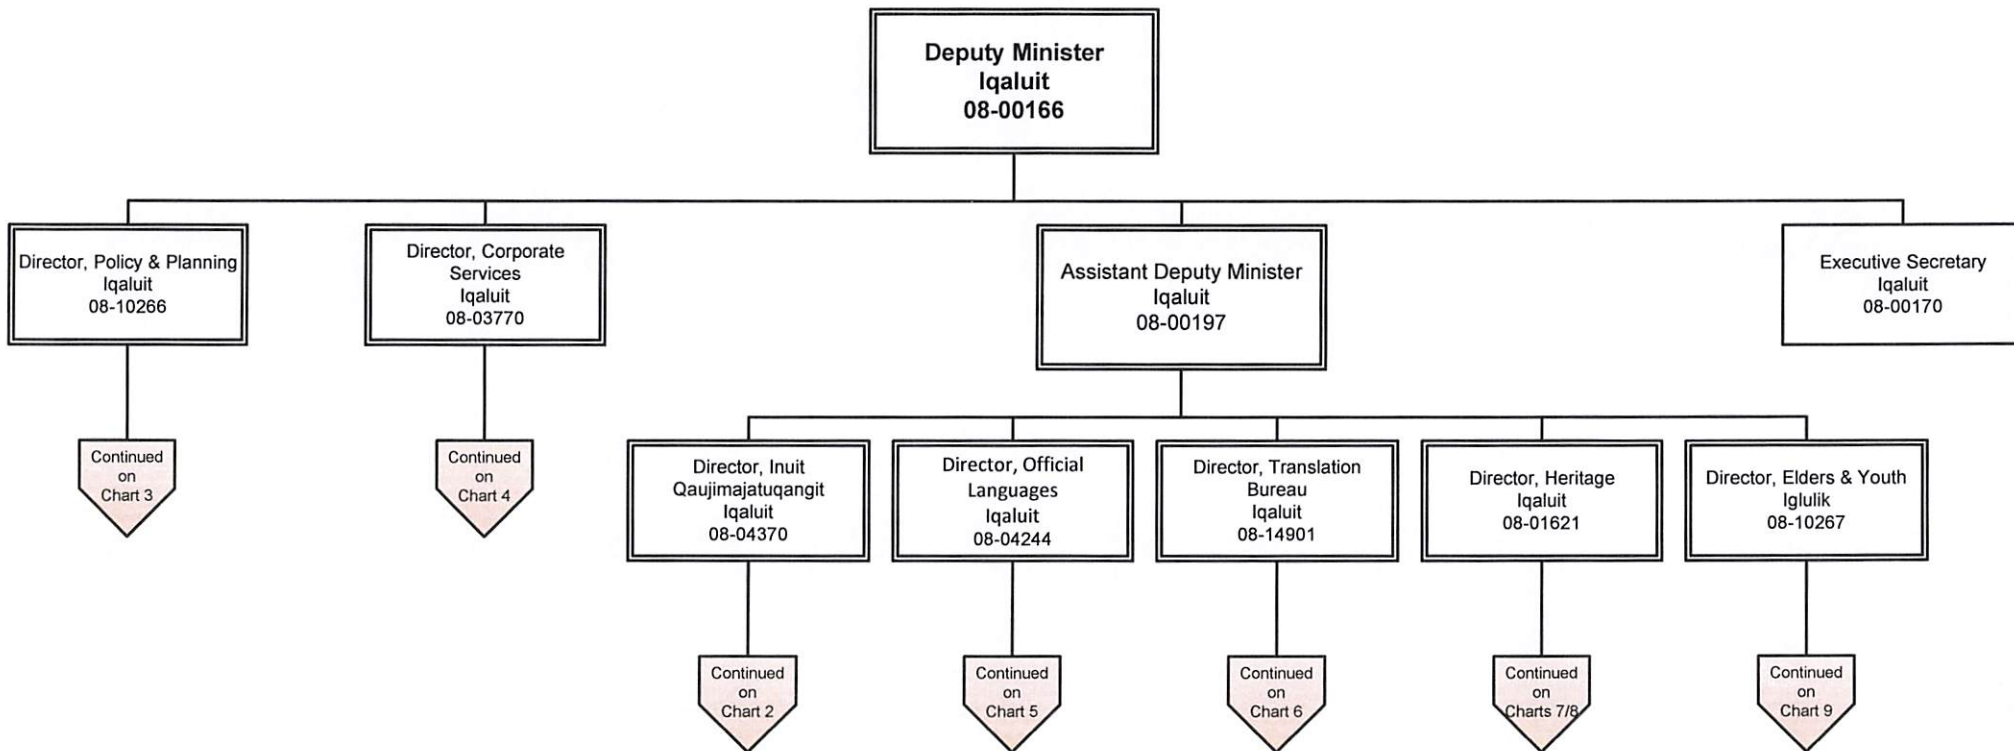 Deputy Minister
Iqaluit
08-00166
Director, Policy & Planning
Iqaluit
08-10266
Director, Corporate
Services
Iqaluit
08-03770
Assistant Deputy Minister
Iqaluit
08-00197
Executive Secretary
Iqaluit
08-00170
Continued
on
Chart 3
Continued
on
Chart 4
Director, Inuit
Qaujimajatuqangit
Iqaluit
08-04370
Director, Official
Languages
Iqaluit
08-04244
Director, Translation
Bureau
Iqaluit
08-14901
Director, Heritage
Iqaluit
08-01621
Director, Elders & Youth
Iglulik
08-10267
Continued
on
Chart 2
Continued
on
Chart 5
Continued
on
Chart 6
Continued
on
Charts 7/8
Continued
on
Chart 9